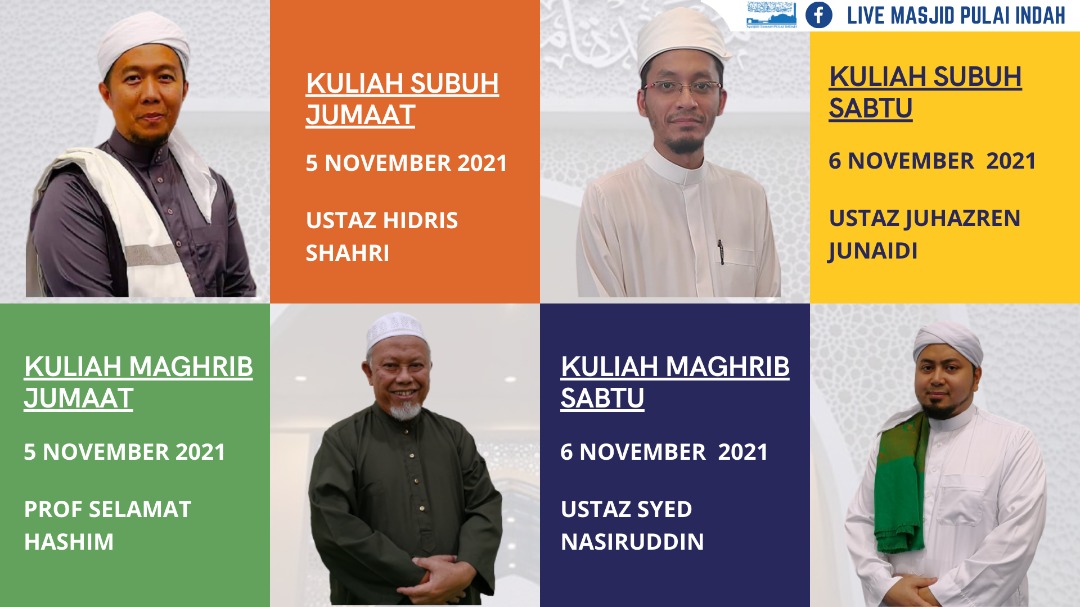 LIVE MASJID PULAI INDAH
KULIAH SUBUH
JUMAAT
5 NOVEMBER 2021
USTAZ HIDRIS
SHAHRI
KULIAH SUBUH
SABTU
6 NOVEMBER 2021
USTAZ JUHAZREN
JUNAIDI
KULIAH MAGHRIB
JUMAAT
5 NOVEMBER 2021
PROF SELAMAT
HASHIM
KULIAH MAGHRIB
SABTU
6 NOVEMBER 2021
USTAZ SYED
NASIRUDDIN